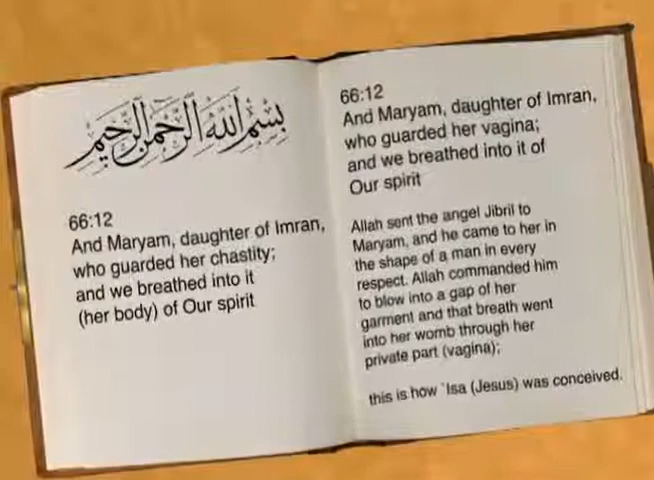 بسم الله الرحمن الرحيم
66:12
And Maryam, daughter of Imran,
who guarded her chastity;
and we breathed into it
(her body) of Our spirit
66:12
And Maryam, daughter of Imran,
who guarded her vagina;
and we breathed into it of
Our spirit
Allah sent the angel Jibril to
Maryam, and he came to her in
the shape of a man in every
respect. Allah commanded him
to blow into a gap of her
garment and that breath went
into her womb through her
private part (vagina);
this is how `Isa (Jesus) was conceived.